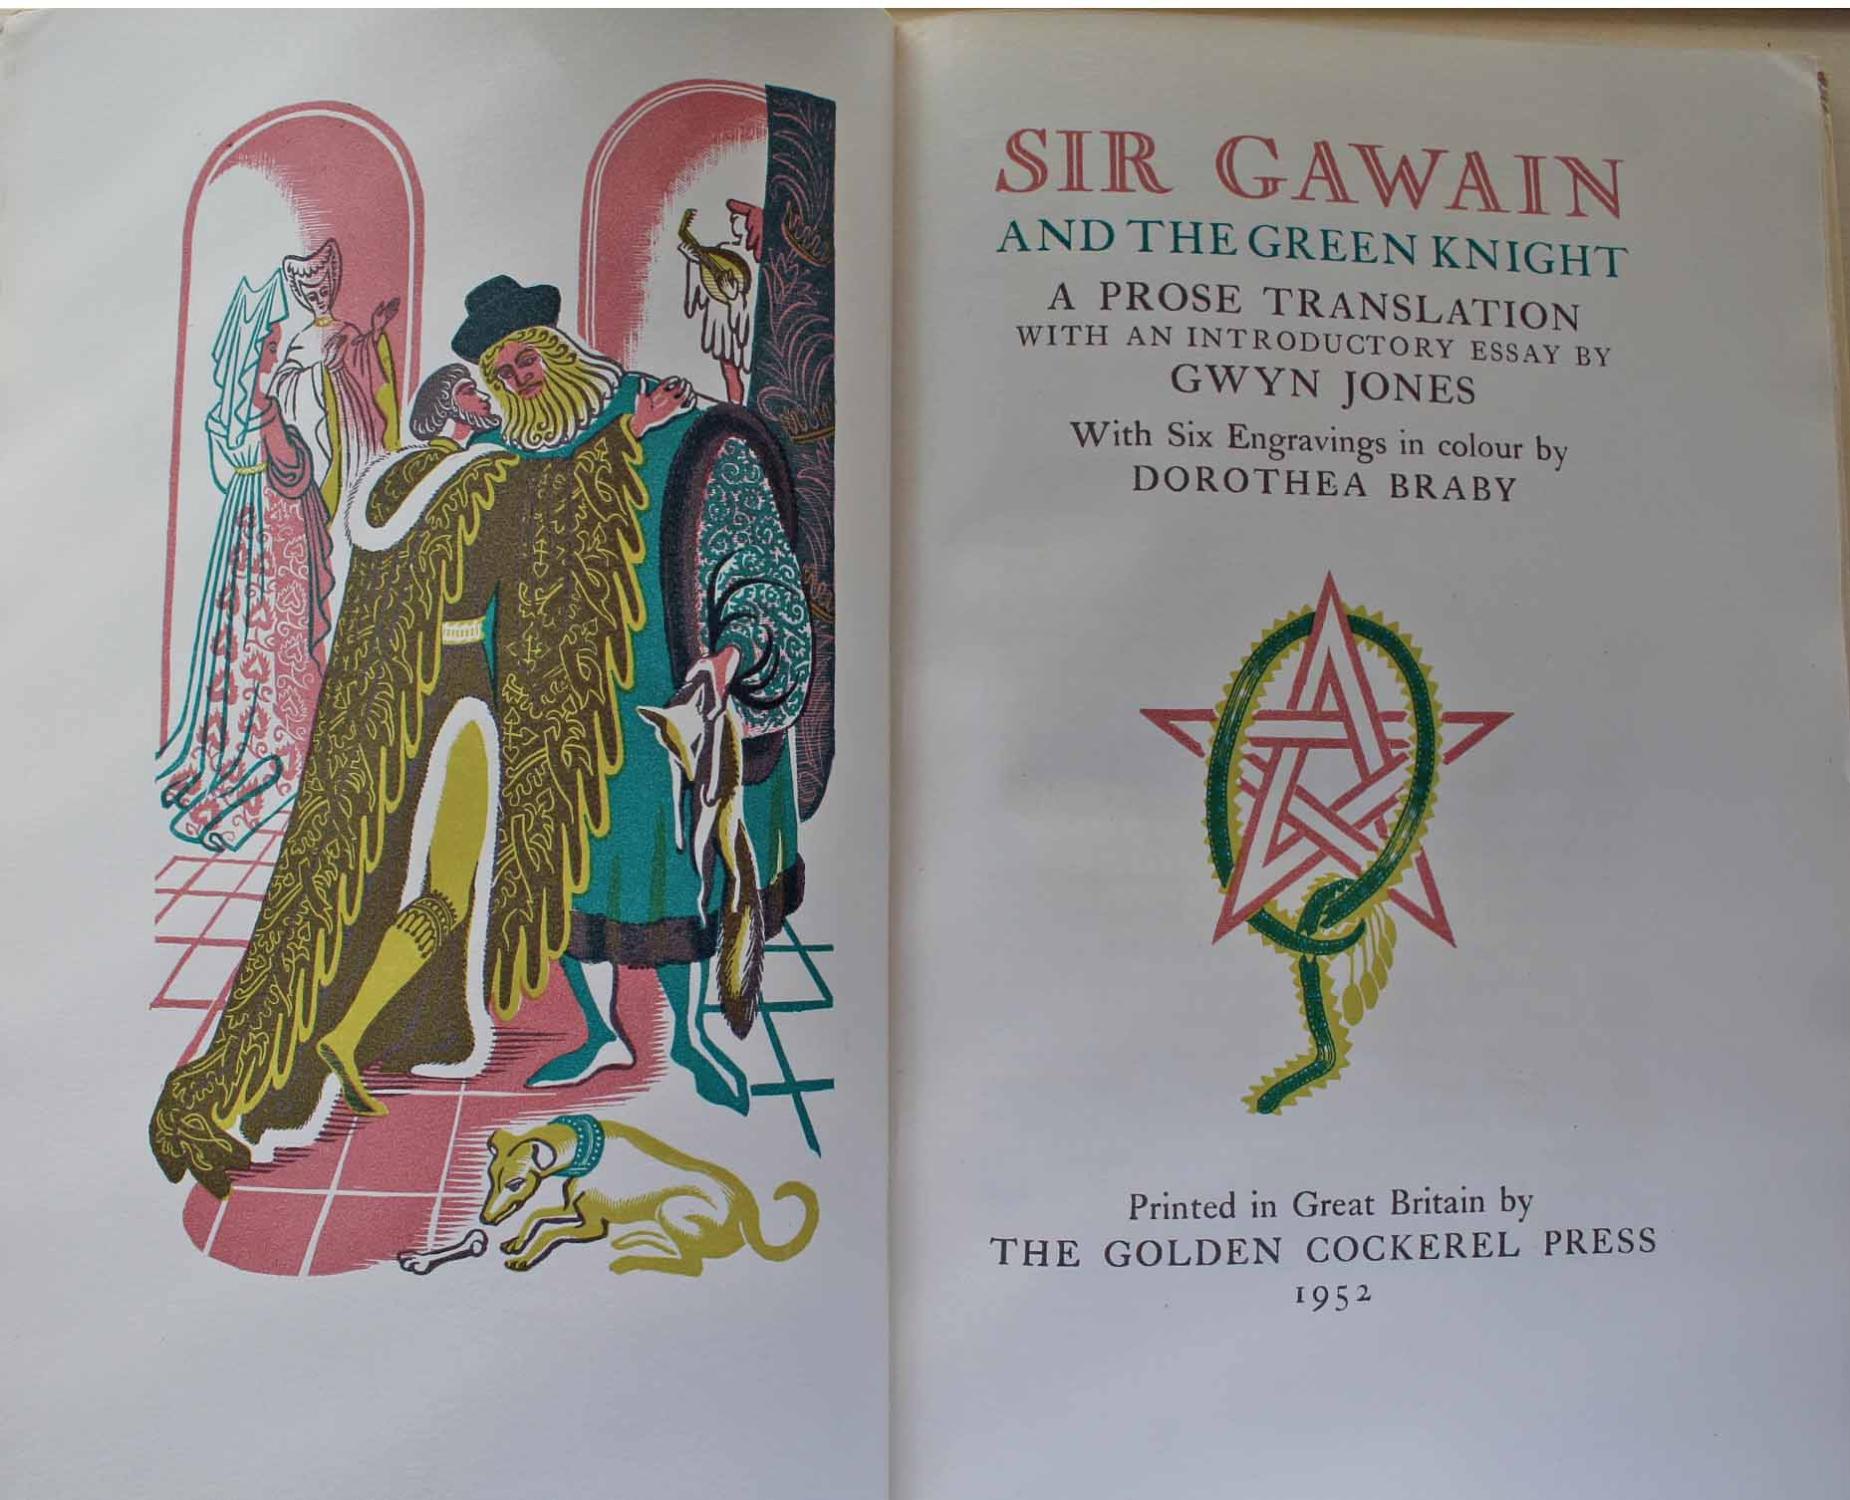 SIR GAWAIN
AND THE GREEN KNIGHT
A PROSE TRANSLATION
WITH AN INTRODUCTORY ESSAY BY
GWYN JONES
With Six Engravings in colour by
DOROTHEA BRABY
Printed in Great Britain by
THE GOLDEN COCKEREL PRESS
1952